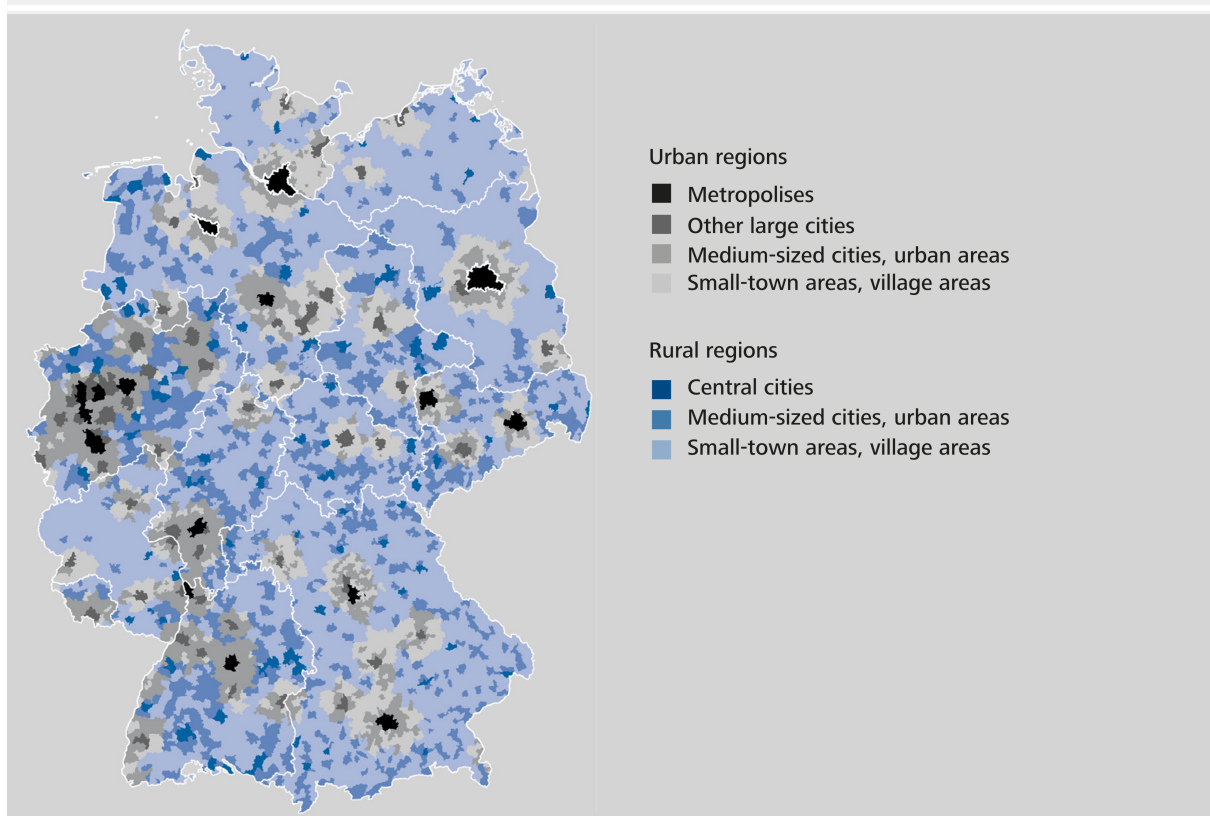 Urban regions
Metropolises
Other large cities
Medium-sized cities, urban areas
Small-town areas, village areas
Rural regions
Central cities
Medium-sized cities, urban areas
Small-town areas, village areas